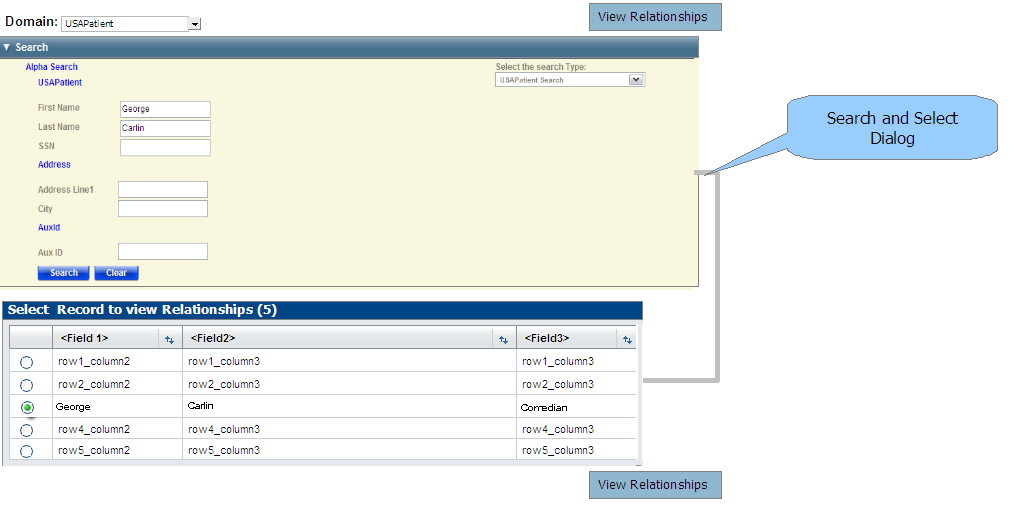 View Relationships
Domain: USAPatient
Search
Alpha Search
Select the search Type:
USAPatient
USAPatient Search
First Name George
Last Name Carlin
SSN
Address
Address Line1
City
AuxId
Aux ID
Search Clear
Search and Select
Dialog
Select Record to view Relationships (5)
<Field 1> <Field2> <Field3>
row1_column2 row1_column3 row1_column3
row2_column2 row2_column3 row2_column3
George Carlin Comedian
row4_column2 row4_column3 row4_column3
row5_column2 row5_column3 row5_column3
View Relationships